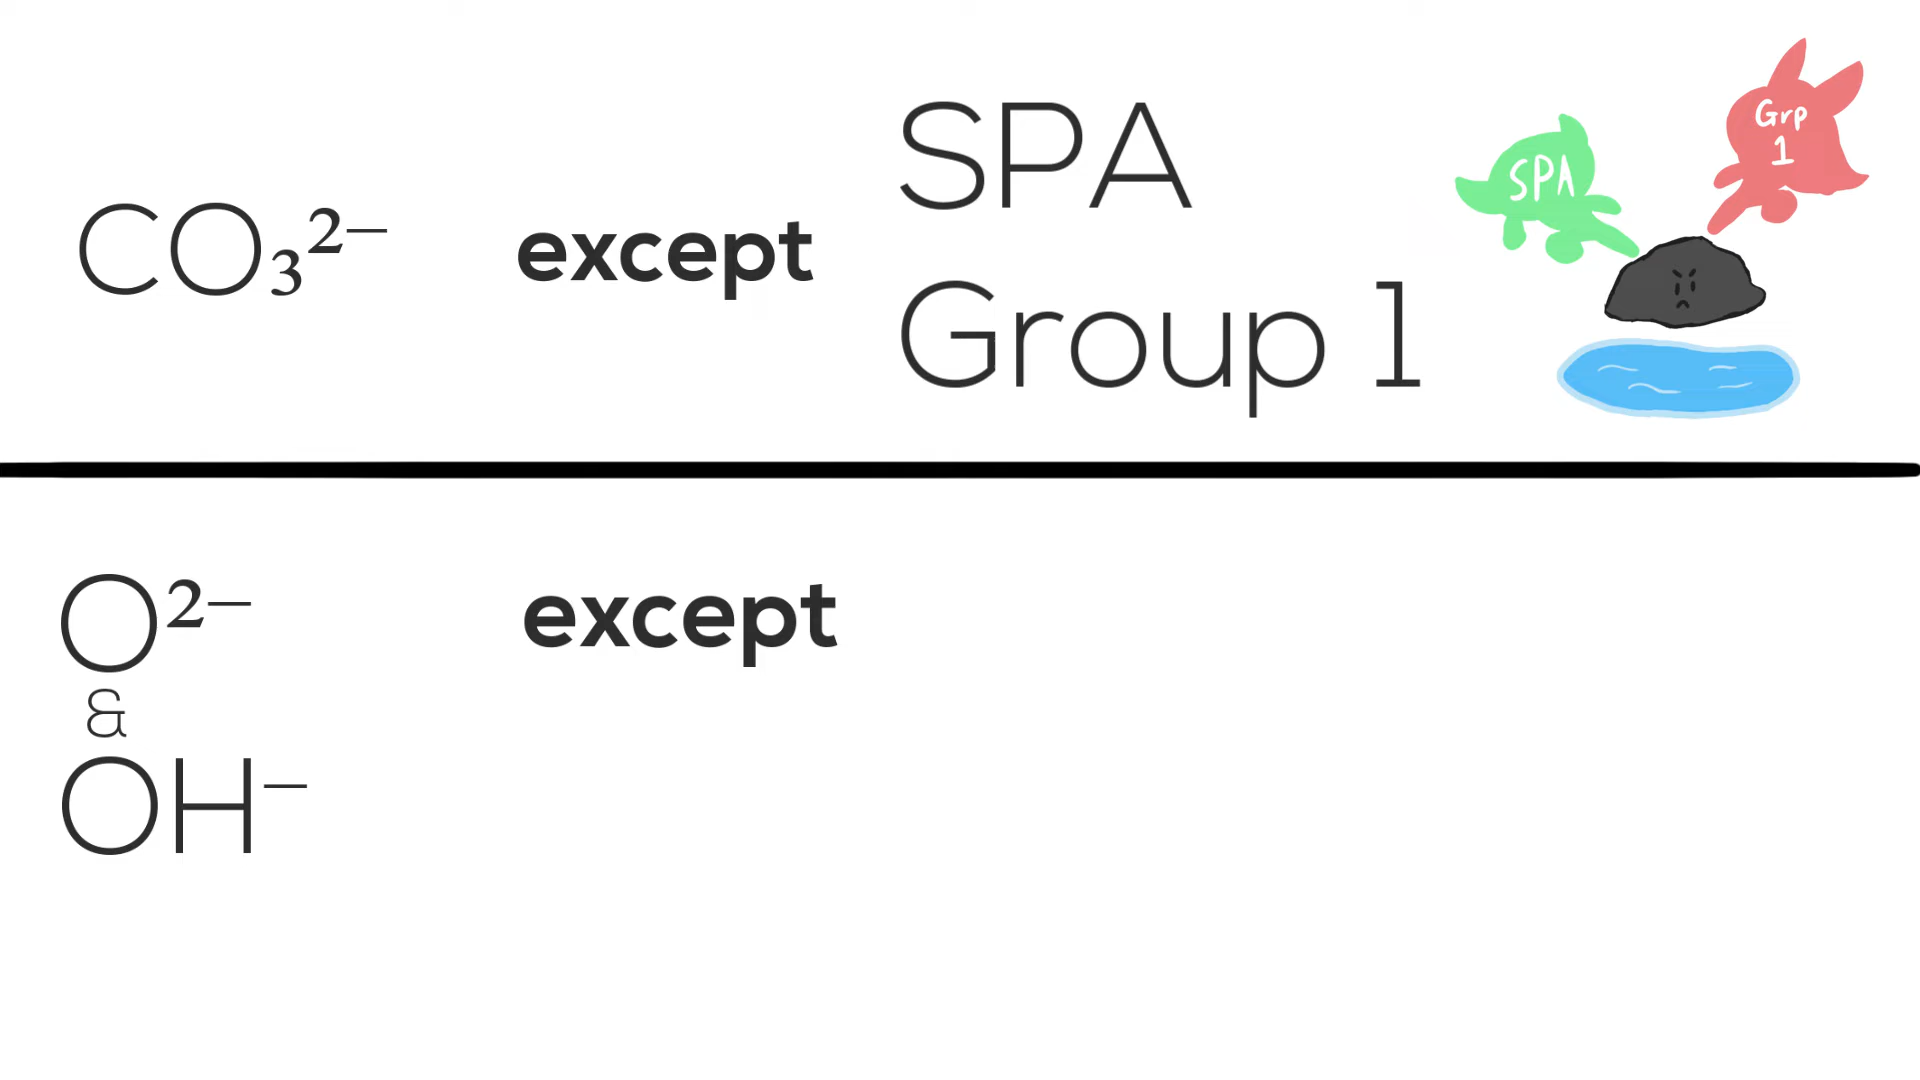 CO₃²⁻ except SPA
Group 1
SPA
Grp
1
O²⁻ except
&
OH⁻